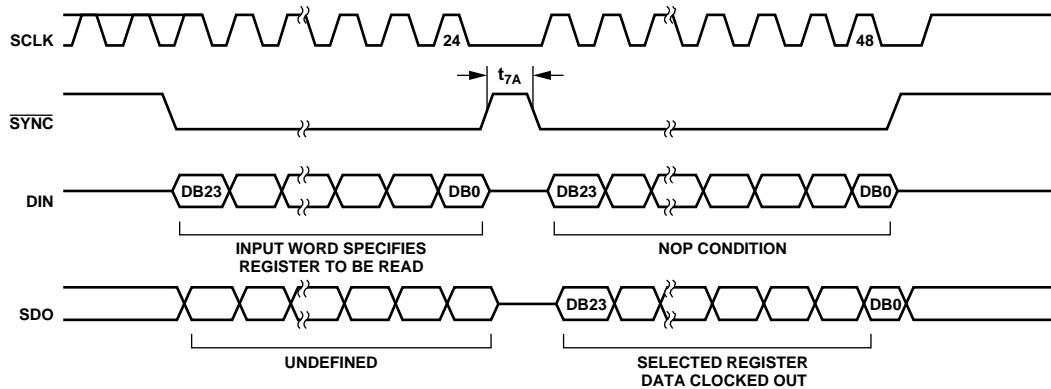 SCLK
24
48
t7A
SYNC
DIN
DB23
DB0
DB23
DB0
INPUT WORD SPECIFIES
REGISTER TO BE READ
NOP CONDITION
SDO
DB23
DB0
UNDEFINED
SELECTED REGISTER
DATA CLOCKED OUT